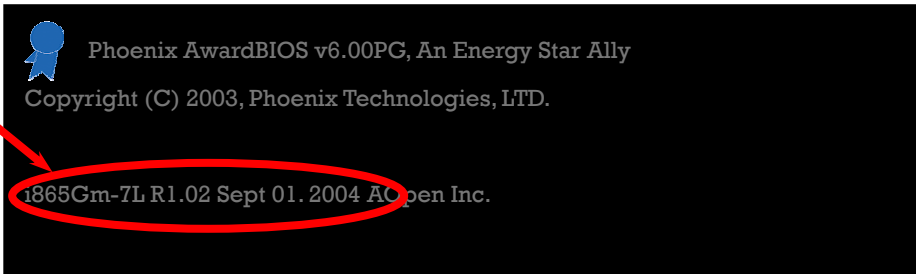 Phoenix AwardBIOS v6.00PG, An Energy Star Ally
Copyright (C) 2003, Phoenix Technologies, LTD.
i865Gm-7L R1.02 Sept 01. 2004 AOpen Inc.